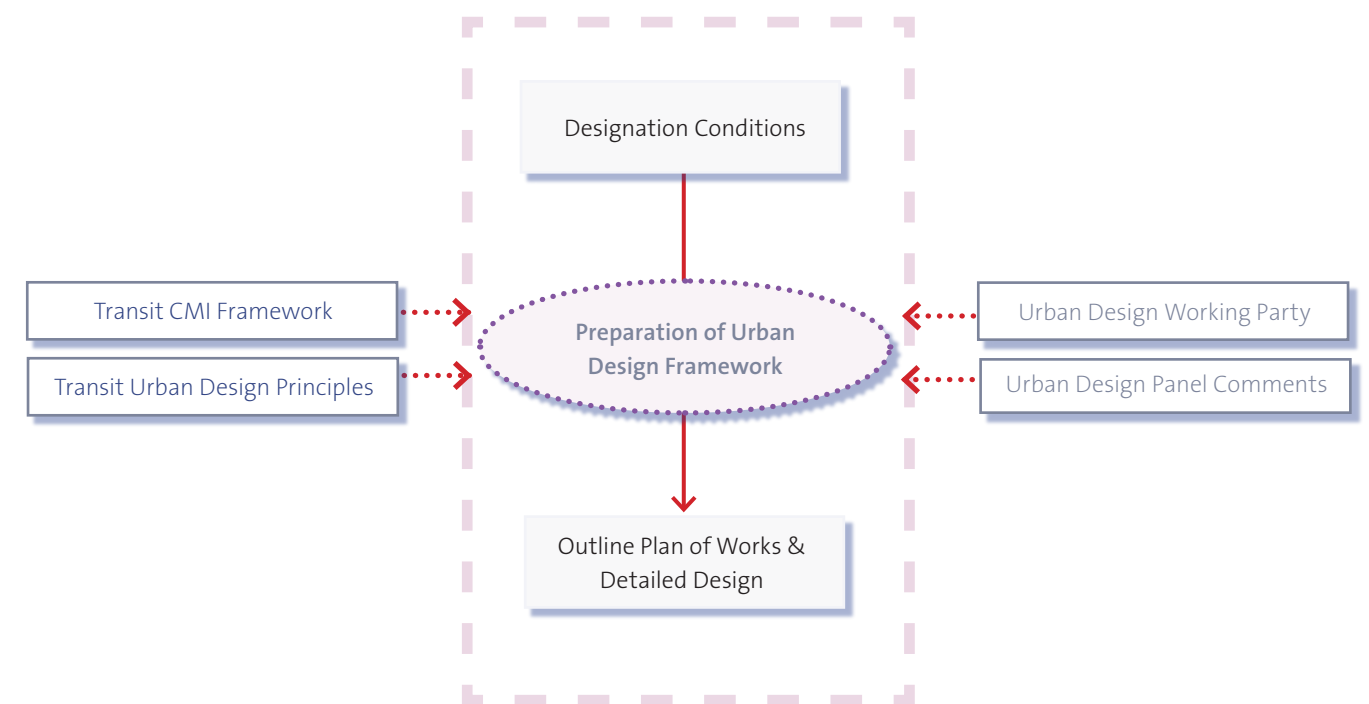 Designation Conditions
Transit CMI Framework
Transit Urban Design Principles
Preparation of Urban
Design Framework
Urban Design Working Party
Urban Design Panel Comments
Outline Plan of Works &
Detailed Design